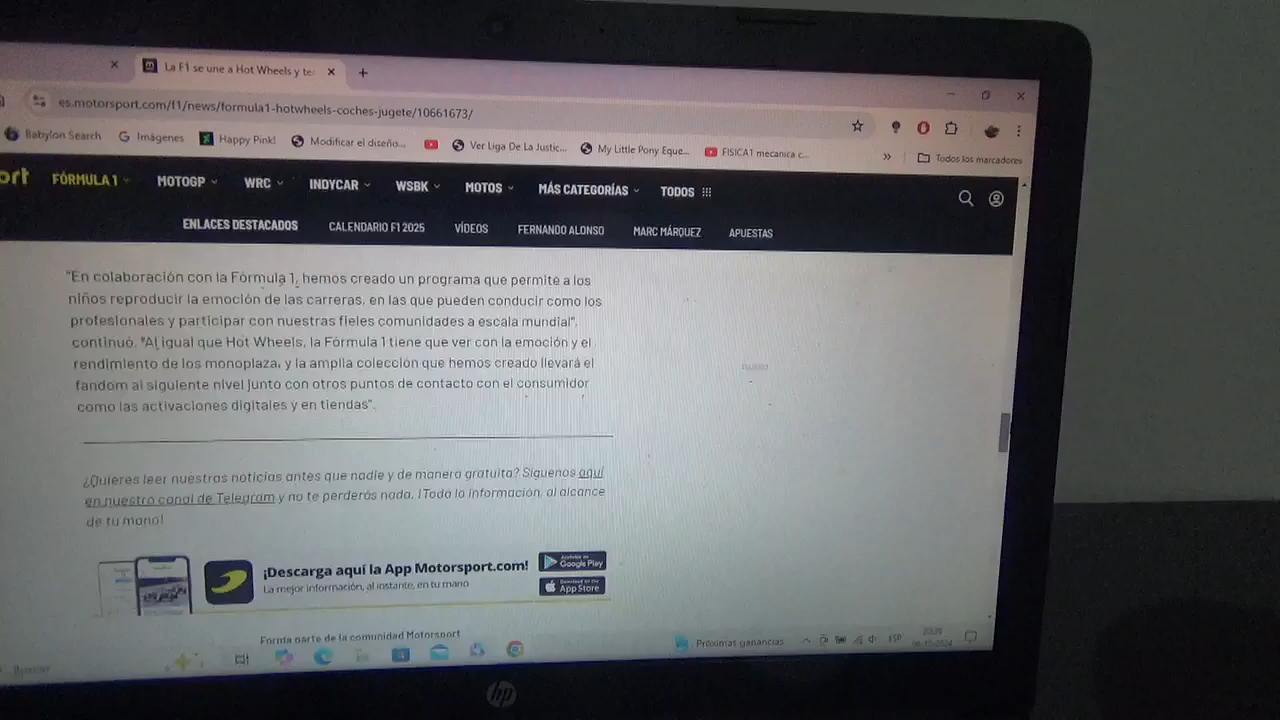 La F1 se une a Hot Wheels y te
es.motorsport.com/f1/news/formula1-hotwheels-coches-jugete/10661673/
Babylon Search Imágenes Happy Pink! Modificar el diseño... Ver Liga De La Justic... My Little Pony Eque... FISICA1 mecanica c... » Todos los marcadores
ort FÓRMULA 1 MOTOGP WRC INDYCAR WSBK MOTOS MÁS CATEGORÍAS TODOS
ENLACES DESTACADOS CALENDARIO F1 2025 VÍDEOS FERNANDO ALONSO MARC MÁRQUEZ APUESTAS
"En colaboración con la Fórmula 1, hemos creado un programa que permite a los
niños reproducir la emoción de las carreras, en las que pueden conducir como los
profesionales y participar con nuestras fieles comunidades a escala mundial",
continuó. "Al igual que Hot Wheels, la Fórmula 1 tiene que ver con la emoción y el
rendimiento de los monoplaza, y la amplia colección que hemos creado llevará el
fandom al siguiente nivel junto con otros puntos de contacto con el consumidor
como las activaciones digitales y en tiendas".
¿Quieres leer nuestras noticias antes que nadie y de manera gratuita? Síguenos aquí
en nuestro canal de Telegram y no te perderás nada. ¡Toda la información, al alcance
de tu mano!
¡Descarga aquí la App Motorsport.com!
La mejor información, al instante, en tu mano
Google Play
Download on the
App Store
Forma parte de la comunidad Motorsport
Buscar
Próximas ganancias
ESP
hp